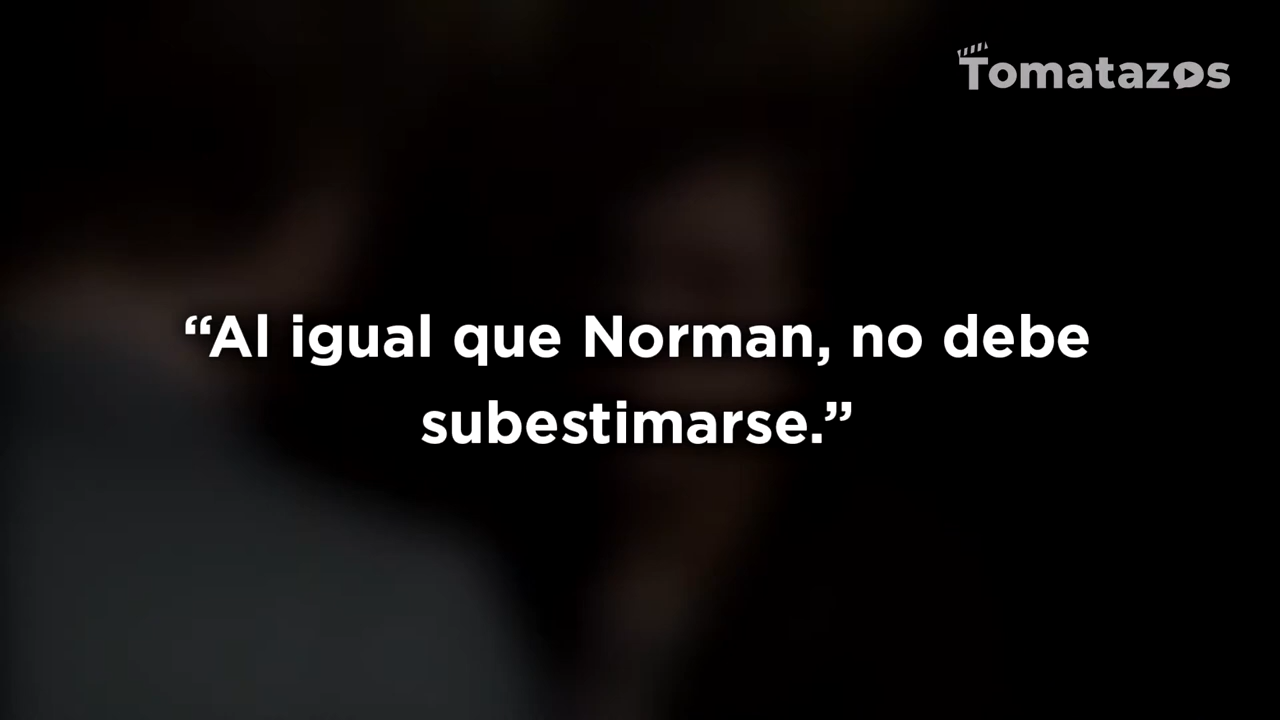 Tomatazos
“Al igual que Norman, no debe
subestimarse.”